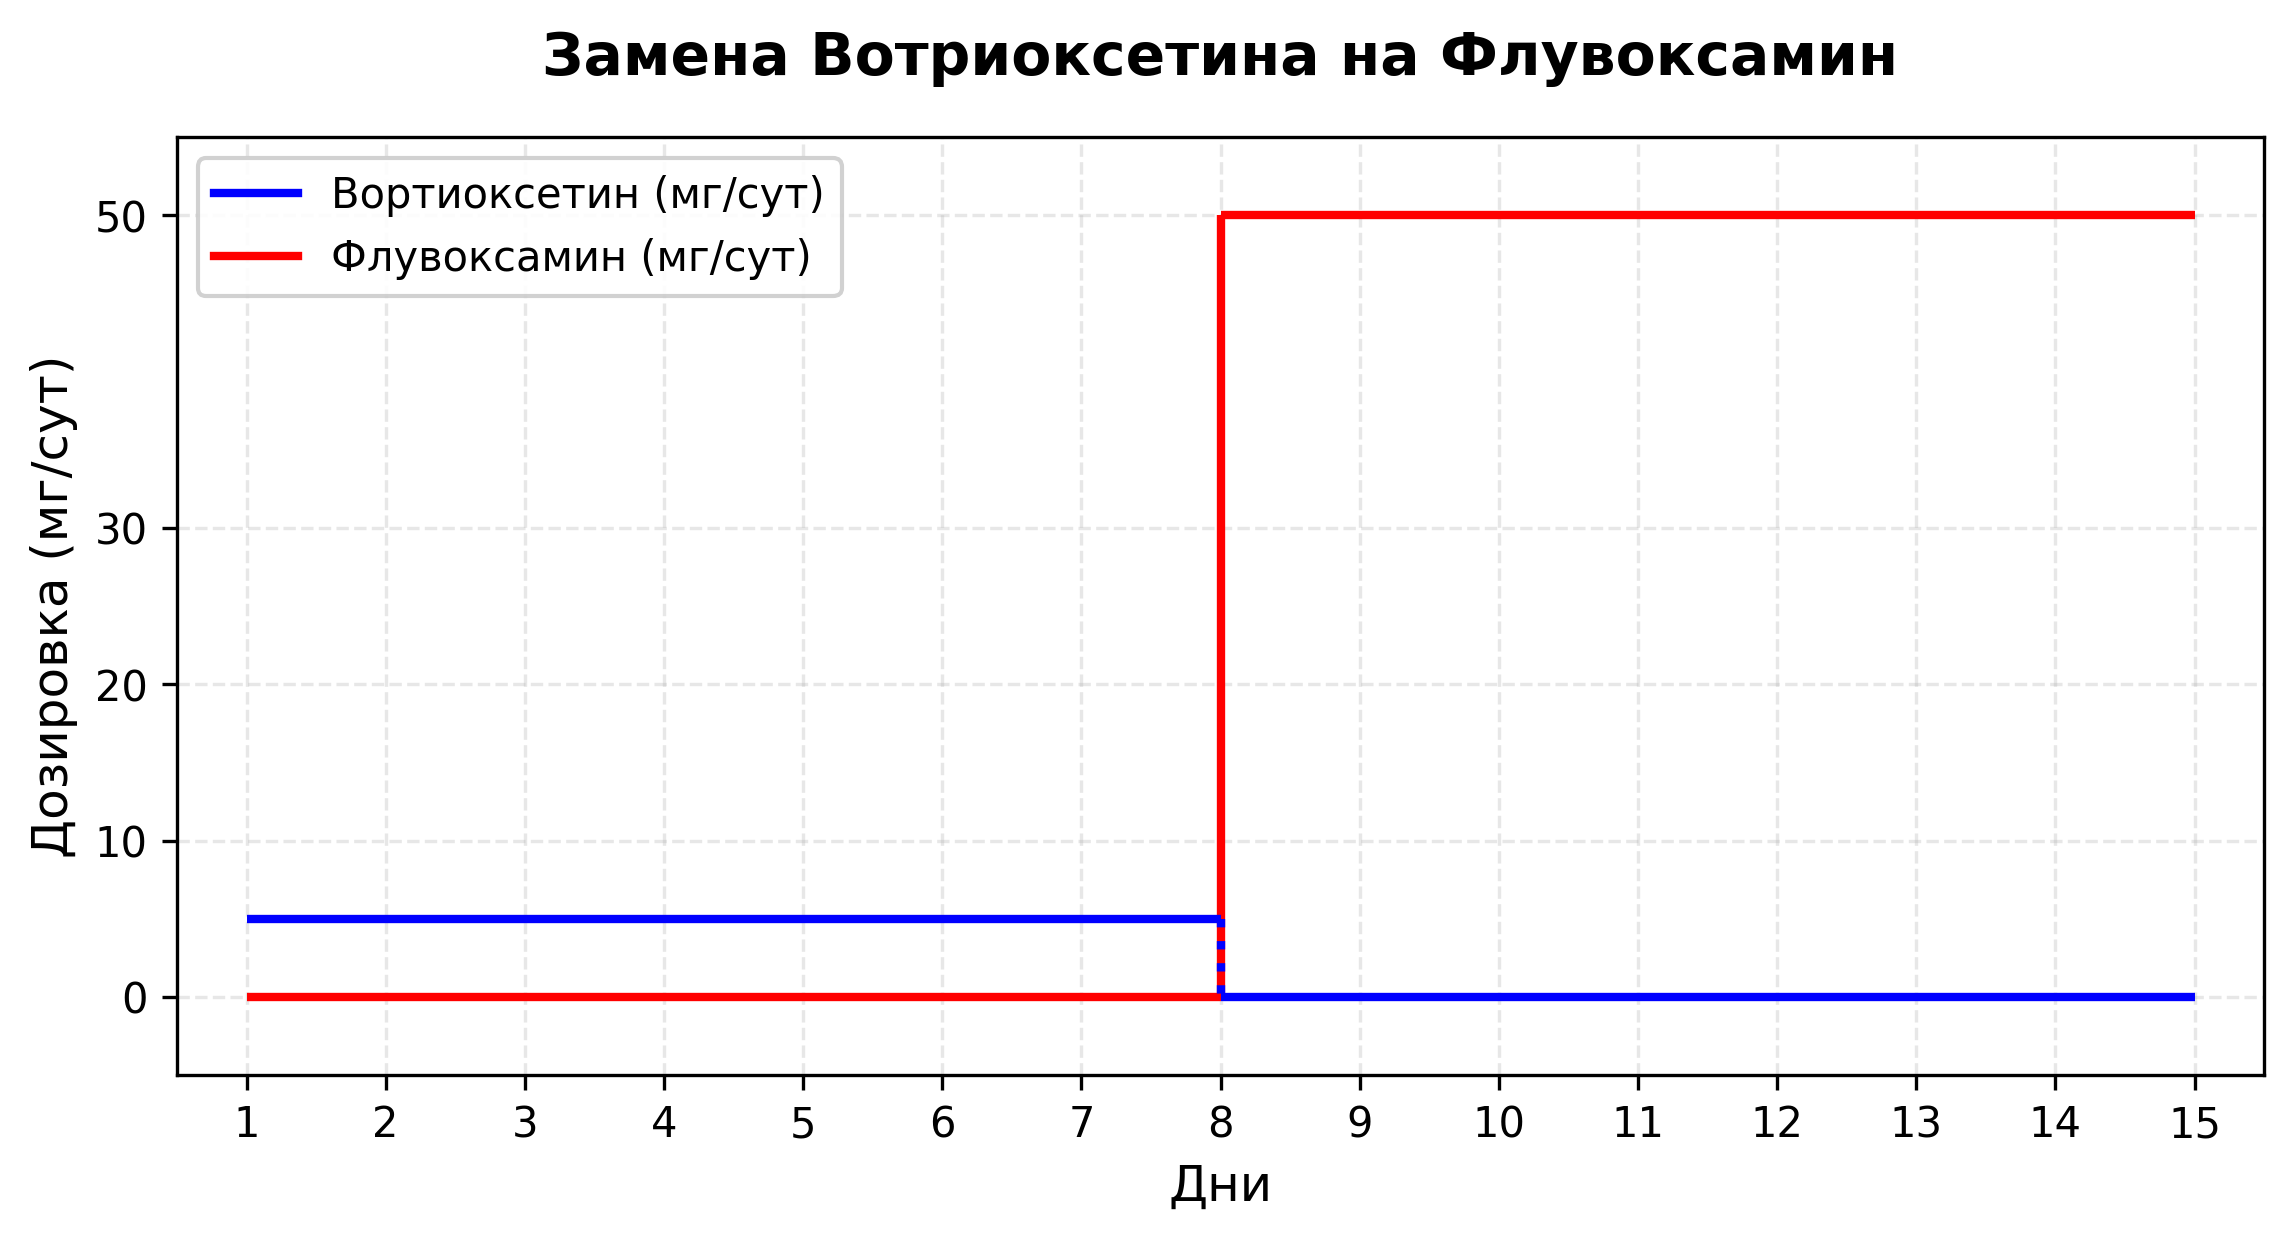 Замена Вотриоксетина на Флувоксамин
Вортиоксетин (мг/сут)
Флувоксамин (мг/сут)
Дозировка (мг/сут)
50
30
20
10
0
1 2 3 4 5 6 7 8 9 10 11 12 13 14 15
Дни